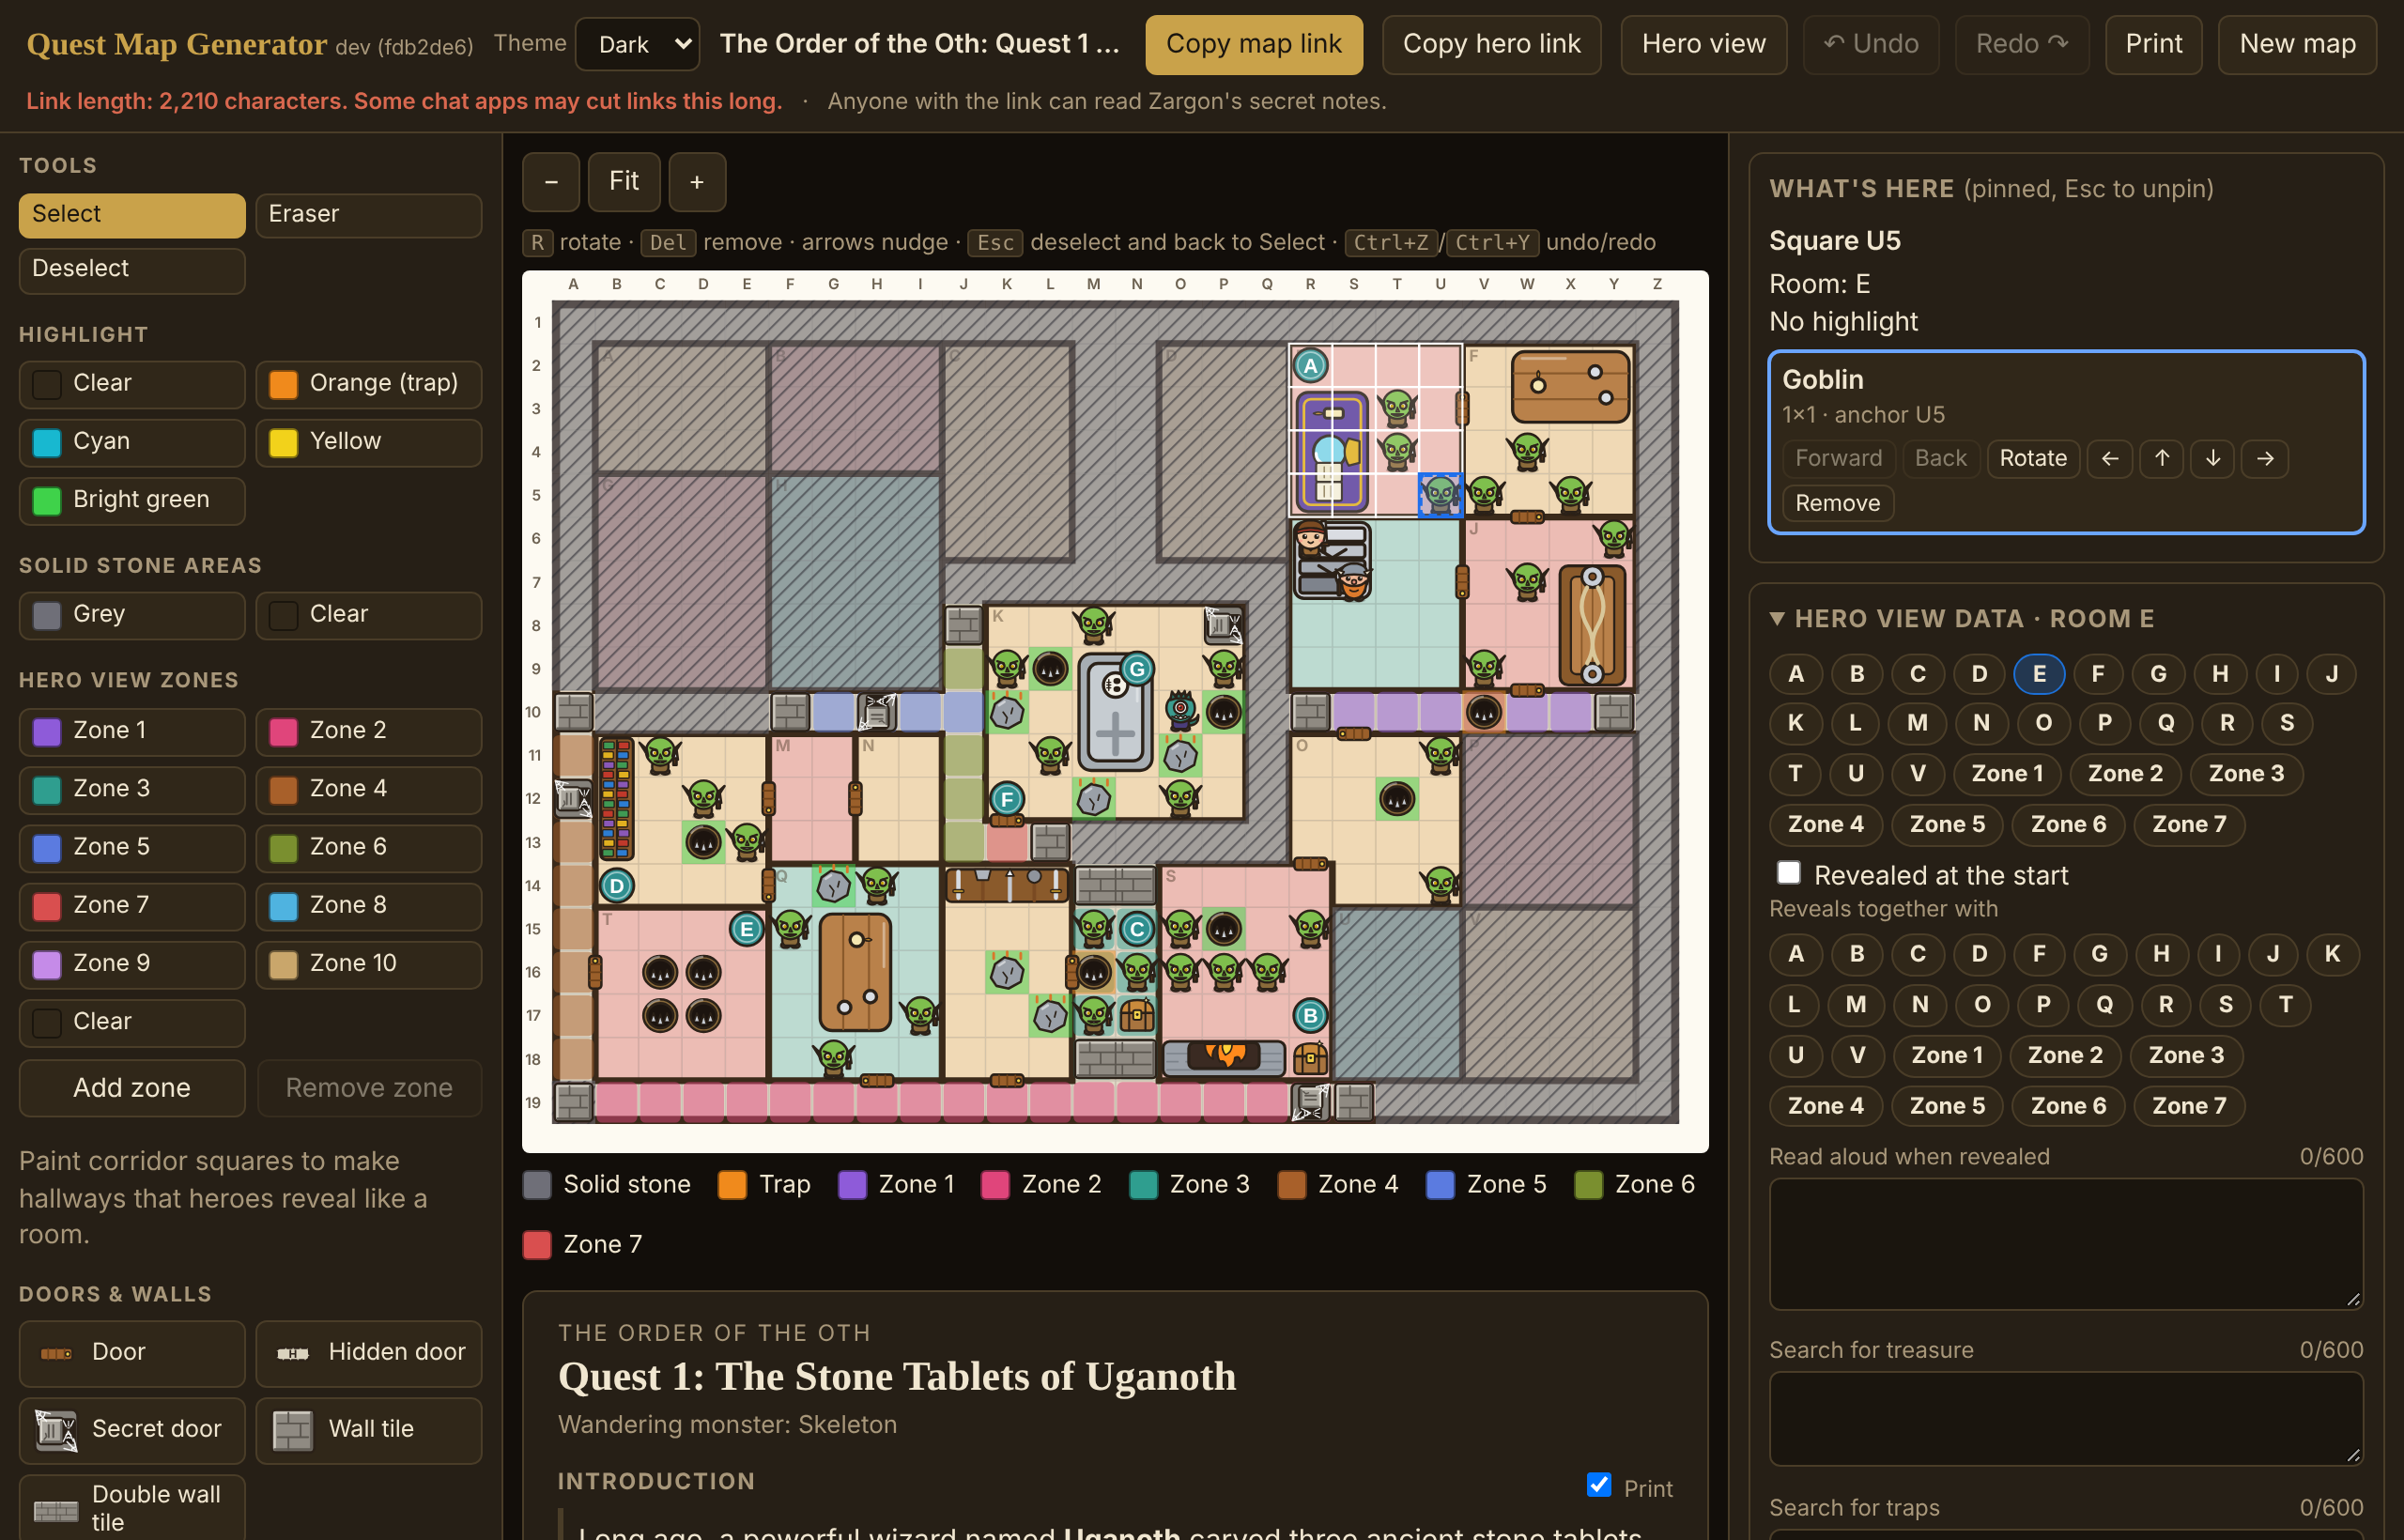 Quest Map Generator dev (fdb2de6) Theme Dark The Order of the Oth: Quest 1 ... Copy map link Copy hero link Hero view ↶ Undo Redo ↷ Print New map
Link length: 2,210 characters. Some chat apps may cut links this long. · Anyone with the link can read Zargon's secret notes.
TOOLS
Select Eraser
Deselect
HIGHLIGHT
Clear Orange (trap)
Cyan Yellow
Bright green
SOLID STONE AREAS
Grey Clear
HERO VIEW ZONES
Zone 1 Zone 2
Zone 3 Zone 4
Zone 5 Zone 6
Zone 7 Zone 8
Zone 9 Zone 10
Clear
Add zone Remove zone
Paint corridor squares to make
hallways that heroes reveal like a
room.
DOORS & WALLS
Door Hidden door
Secret door Wall tile
Double wall
tile
− Fit +
R rotate · Del remove · arrows nudge · Esc deselect and back to Select · Ctrl+Z/Ctrl+Y undo/redo
A B C D E F G H I J K L M N O P Q R S T U V W X Y Z
1
2 A B C D A F
3
4
5 G H
6 J
7
8 K
9 G
10
11 M N O P
12 F
13
14 D Q S
15 T E C U V
16
17 B
18
19
Solid stone Trap Zone 1 Zone 2 Zone 3 Zone 4 Zone 5 Zone 6
Zone 7
THE ORDER OF THE OTH
Quest 1: The Stone Tablets of Uganoth
Wandering monster: Skeleton
INTRODUCTION Print
Long ago, a powerful wizard named Uganoth carved three ancient stone tablets
WHAT'S HERE (pinned, Esc to unpin)
Square U5
Room: E
No highlight
Goblin
1×1 · anchor U5
Forward Back Rotate ← ↑ ↓ →
Remove
▼ HERO VIEW DATA · ROOM E
A B C D E F G H I J
K L M N O P Q R S
T U V Zone 1 Zone 2 Zone 3
Zone 4 Zone 5 Zone 6 Zone 7
Revealed at the start
Reveals together with
A B C D F G H I J K
L M N O P Q R S T
U V Zone 1 Zone 2 Zone 3
Zone 4 Zone 5 Zone 6 Zone 7
Read aloud when revealed 0/600
Search for treasure 0/600
Search for traps 0/600